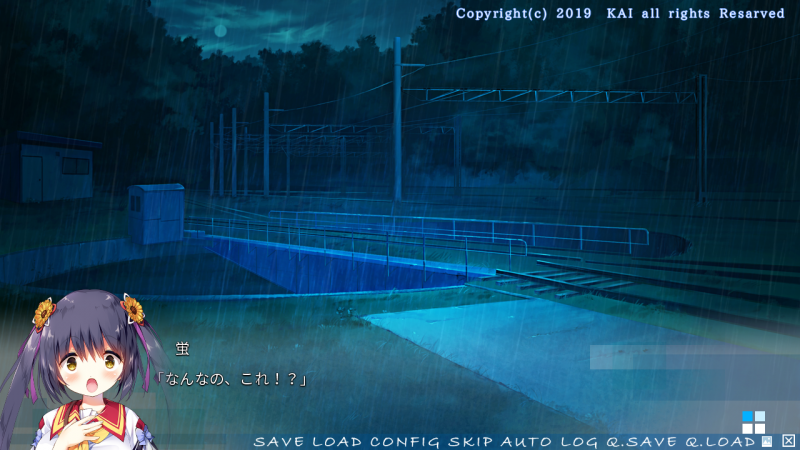 Copyright(c) 2019 KAI all rights Resarved
蛍
「なんなの、これ！？」
SAVE LOAD CONFIG SKIP AUTO LOG Q.SAVE Q.LOAD